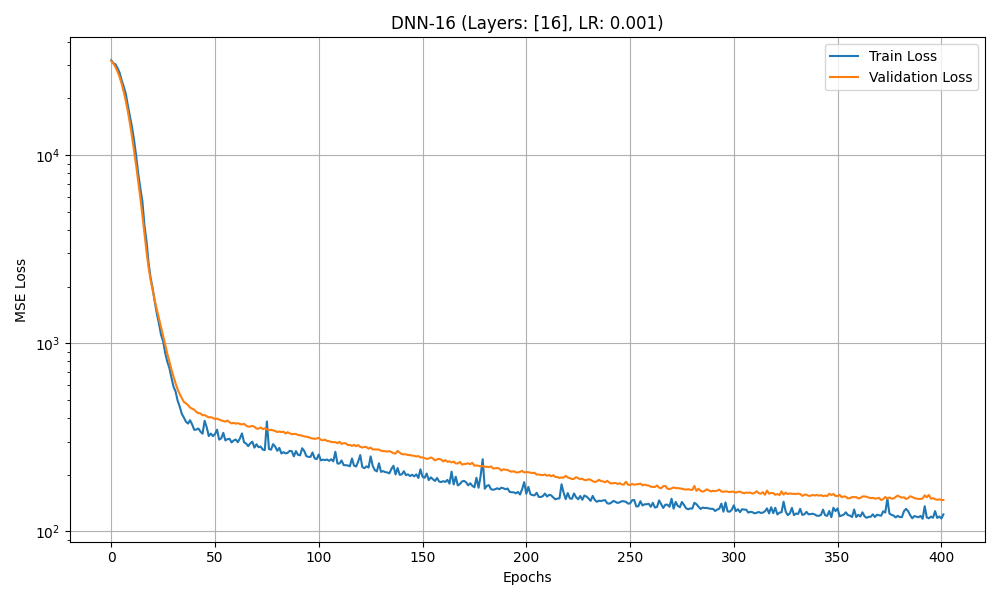 DNN-16 (Layers: [16], LR: 0.001)
Train Loss
Validation Loss
10^4
10^3
10^2
MSE Loss
0 50 100 150 200 250 300 350 400
Epochs